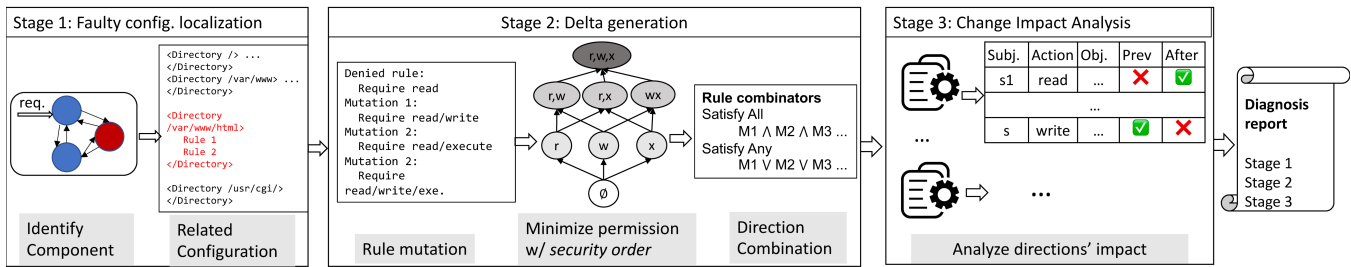 Stage 1: Faulty config. localization
req.
Identify
Component
<Directory /> ...
</Directory>
<Directory /var/www> ...
</Directory>
<Directory
/var/www/html>
Rule 1
Rule 2
</Directory>
<Directory /usr/cgi/>
</Directory>
Related
Configuration
Stage 2: Delta generation
Denied rule:
Require read
Mutation 1:
Require read/write
Mutation 2:
Require read/execute
Mutation 2:
Require
read/write/exe.
Rule mutation
r,w,x
r,w
r,x
wx
r
w
x
∅
Minimize permission
w/ security order
Rule combinators
Satisfy All
M1 ∧ M2 ∧ M3 ...
Satisfy Any
M1 ∨ M2 ∨ M3 ...
Direction
Combination
Stage 3: Change Impact Analysis
...
Subj. Action Obj. Prev After
s1 read ... ❌ ✅
...
s write ... ✅ ❌
...
Analyze directions' impact
Diagnosis
report
Stage 1
Stage 2
Stage 3